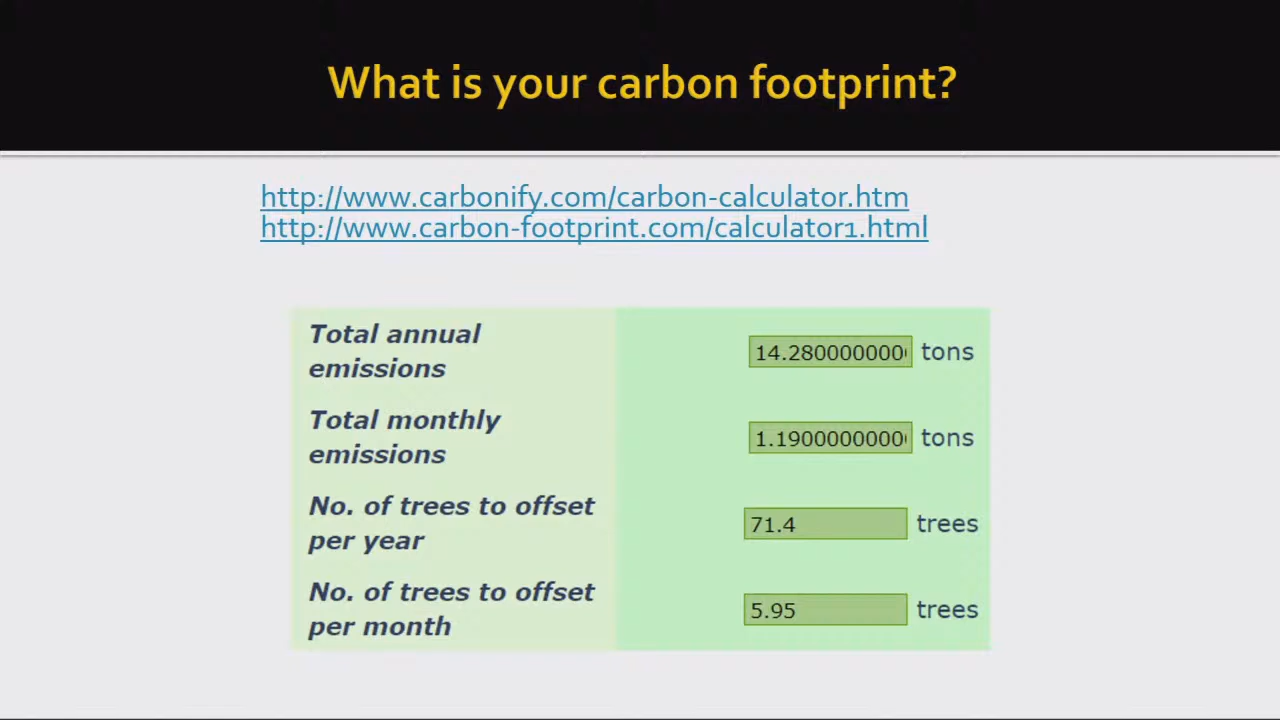 What is your carbon footprint?
http://www.carbonify.com/carbon-calculator.htm
http://www.carbon-footprint.com/calculator1.html
Total annual
emissions
14.280000000 tons
Total monthly
emissions
1.1900000000 tons
No. of trees to offset
per year
71.4 trees
No. of trees to offset
per month
5.95 trees